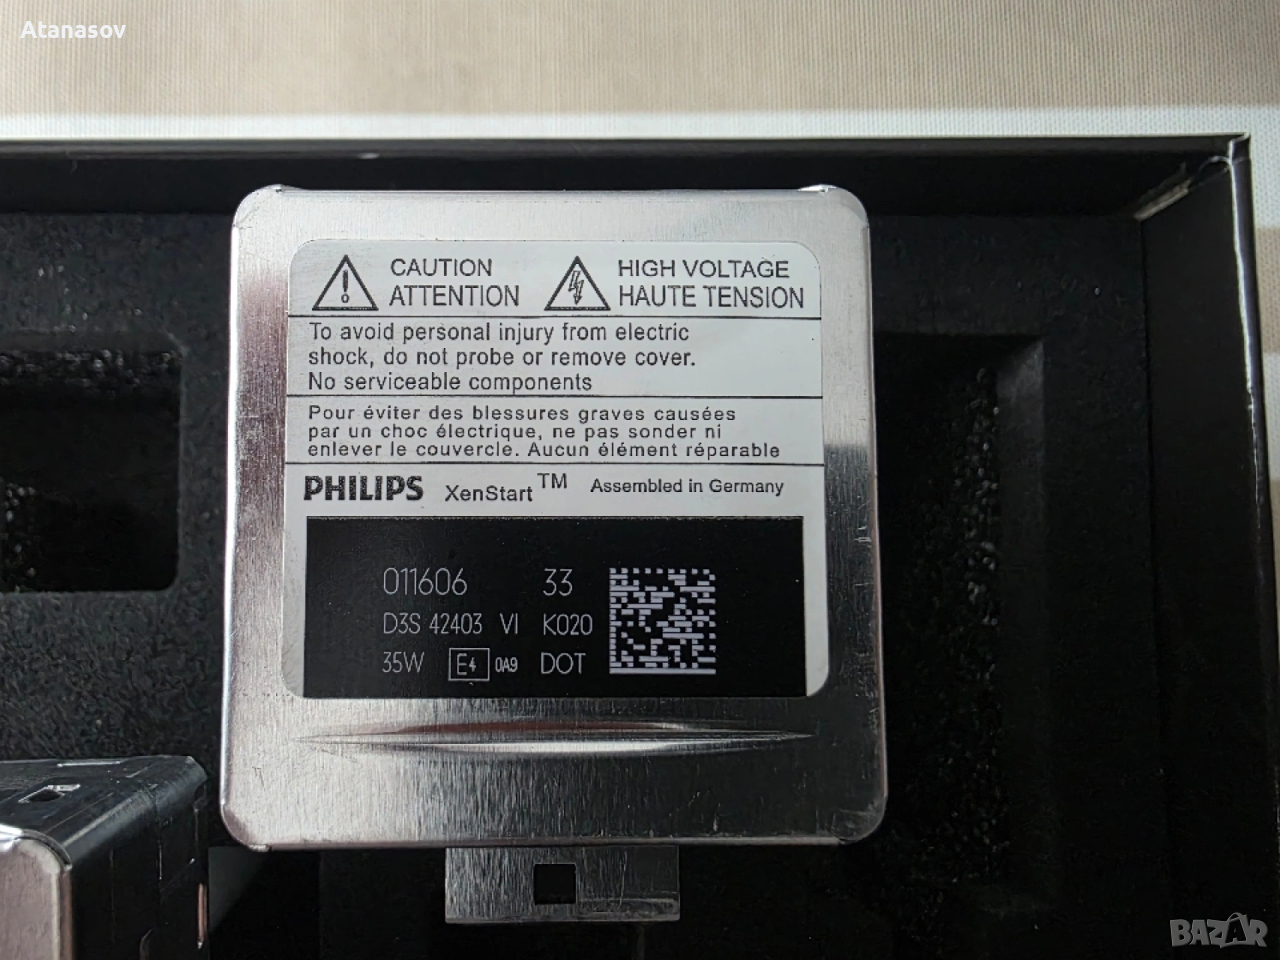 Atanasov
CAUTION
ATTENTION
HIGH VOLTAGE
HAUTE TENSION
To avoid personal injury from electric
shock, do not probe or remove cover.
No serviceable components
Pour éviter des blessures graves causées
par un choc électrique, ne pas sonder ni
enlever le couvercle. Aucun élément réparable
PHILIPS XenStart™ Assembled in Germany
011606 33
D3S 42403 VI K020
35W E4 0A9 DOT
BAZAR